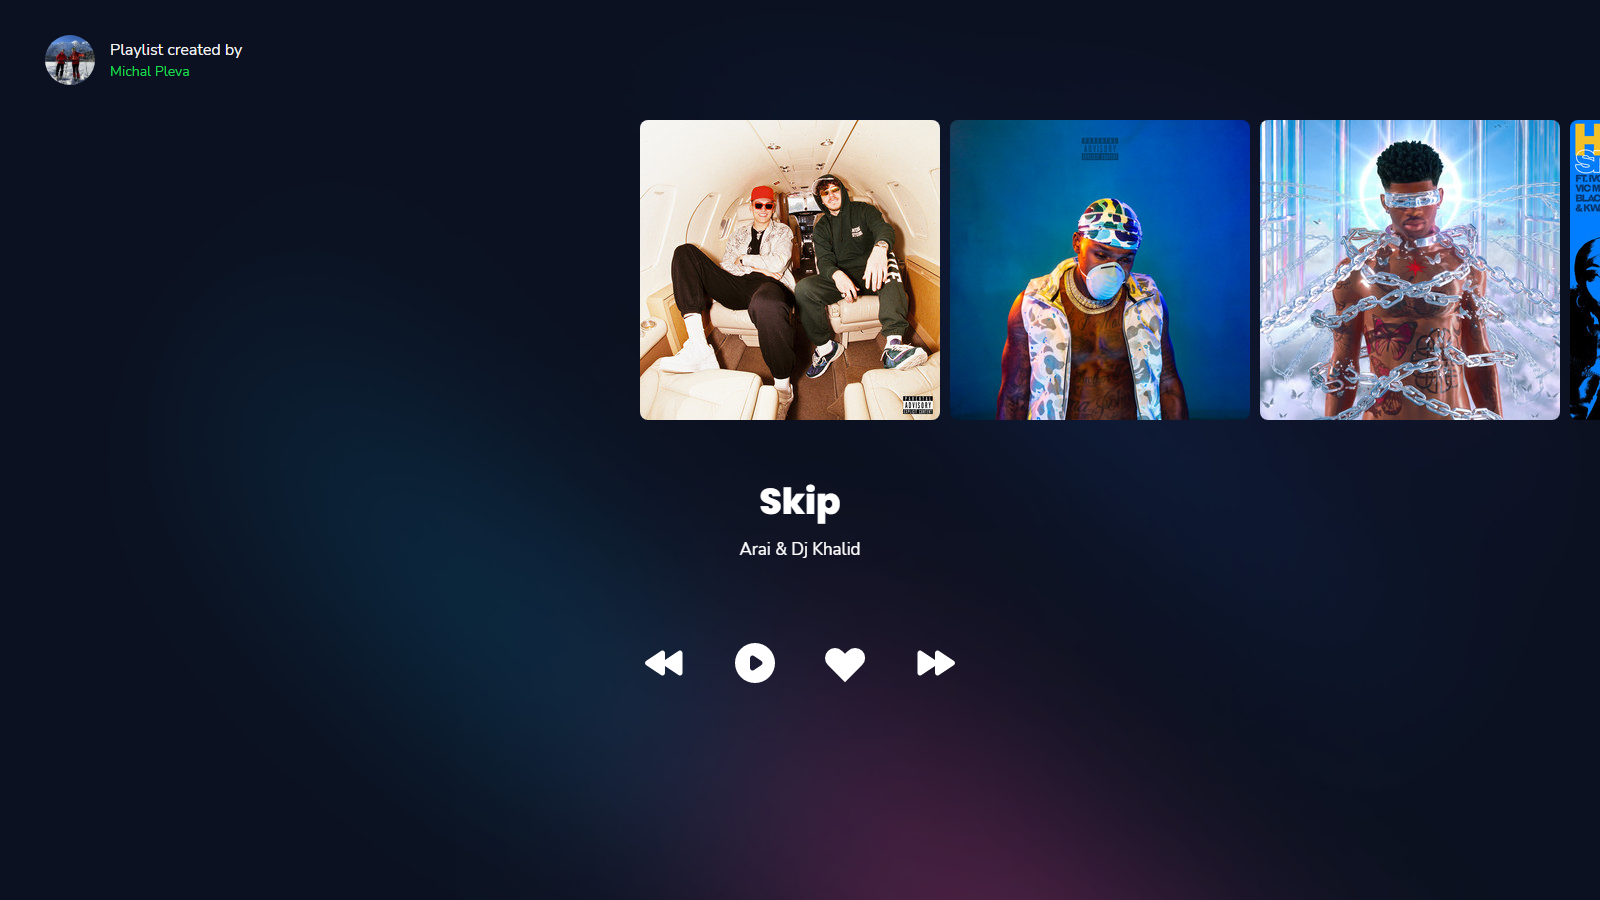 Playlist created by
Michal Pleva
PARENTAL
ADVISORY
EXPLICIT CONTENT
PARENTAL
ADVISORY
EXPLICIT CONTENT
H
FT.
VIC M
BLAC
& KW
Skip
Arai & Dj Khalid